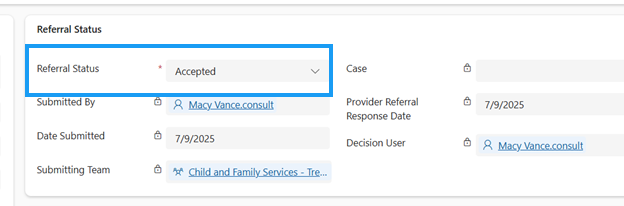 Referral Status
Referral Status * Accepted
Case
Submitted By Macy Vance.consult
Provider Referral
Response Date 7/9/2025
Date Submitted 7/9/2025
Decision User Macy Vance.consult
Submitting Team Child and Family Services - Tre...